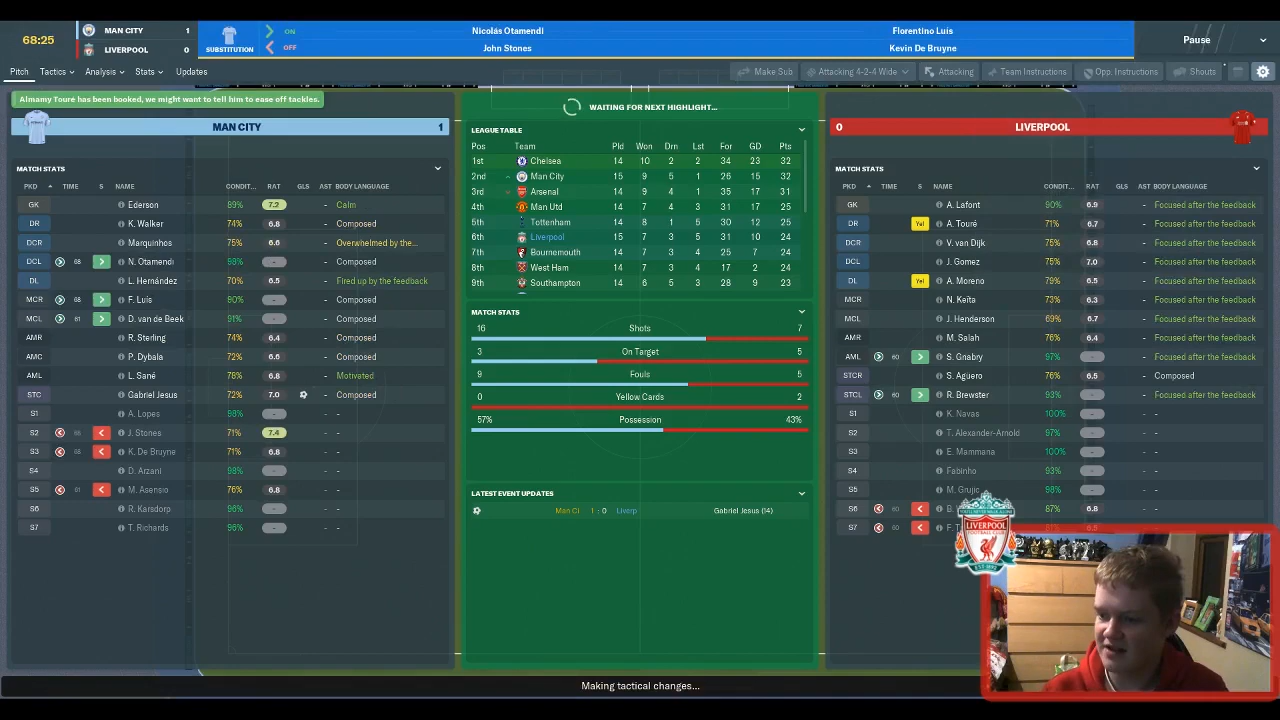 68:25
MAN CITY 1
LIVERPOOL 0
SUBSTITUTION
ON Nicolás Otamendi Florentino Luís
OFF John Stones Kevin De Bruyne
Pause
Pitch Tactics Analysis Stats Updates
Make Sub Attacking 4-2-4 Wide Attacking Team Instructions Opp. Instructions Shouts
Almamy Touré has been booked, we might want to tell him to ease off tackles.
MAN CITY 1
MATCH STATS
PKD TIME S NAME CONDIT... RAT GLS AST BODY LANGUAGE
GK Ederson 89% 7.2 - Calm
DR K. Walker 74% 6.8 - Composed
DCR Marquinhos 75% 6.6 - Overwhelmed by the...
DCL 68 N. Otamendi 98% - - Composed
DL L. Hernández 70% 6.5 - Fired up by the feedback
MCR 68 F. Luís 90% - - Composed
MCL 61 D. van de Beek 91% - - Composed
AMR R. Sterling 74% 6.4 - Composed
AMC P. Dybala 72% 6.6 - Composed
AML L. Sané 78% 6.8 - Motivated
STC Gabriel Jesus 72% 7.0 - Composed
S1 A. Lopes 98% - - -
S2 J. Stones 71% 7.4 - -
S3 68 K. De Bruyne 71% 6.8 - -
S4 D. Arzani 98% - - -
S5 61 M. Asensio 76% 6.8 - -
S6 R. Karsdorp 96% - - -
S7 T. Richards 96% - - -
WAITING FOR NEXT HIGHLIGHT...
LEAGUE TABLE
Pos Team Pld Won Drn Lst For GD Pts
1st Chelsea 14 10 2 2 34 23 32
2nd Man City 15 9 5 1 26 15 32
3rd Arsenal 14 9 4 1 35 17 31
4th Man Utd 14 7 4 3 31 17 25
5th Tottenham 14 8 1 5 30 12 25
6th Liverpool 15 7 3 5 31 10 24
7th Bournemouth 14 7 3 4 25 7 24
8th West Ham 14 7 3 4 17 2 24
9th Southampton 14 6 5 3 28 9 23
MATCH STATS
16 Shots 7
3 On Target 5
9 Fouls 5
0 Yellow Cards 2
57% Possession 43%
LATEST EVENT UPDATES
Man Ci 1 : 0 Liverp Gabriel Jesus (14)
0 LIVERPOOL
MATCH STATS
PKD TIME S NAME CONDIT... RAT GLS AST BODY LANGUAGE
GK A. Lafont 90% 6.9 - Focused after the feedback
DR Yel A. Touré 71% 6.7 - Focused after the feedback
DCR V. van Dijk 75% 6.8 - Focused after the feedback
DCL J. Gomez 75% 7.0 - Focused after the feedback
DL Yel A. Moreno 79% 6.5 - Focused after the feedback
MCR N. Keïta 73% 6.3 - Focused after the feedback
MCL J. Henderson 69% 6.7 - Focused after the feedback
AMR M. Salah 76% 6.4 - Focused after the feedback
AML 60 S. Gnabry 97% - - Focused after the feedback
STCR S. Agüero 76% 6.5 - Composed
STCL 60 R. Brewster 93% - - Focused after the feedback
S1 K. Navas 100% - - -
S2 T. Alexander-Arnold 97% - - -
S3 E. Mammana 100% - - -
S4 Fabinho 93% - - -
S5 M. Grujic 98% - - -
S6 60 B. 87% 6.8 - -
S7 60 F. T
LIVERPOOL
FOOTBALL CLUB
Making tactical changes...